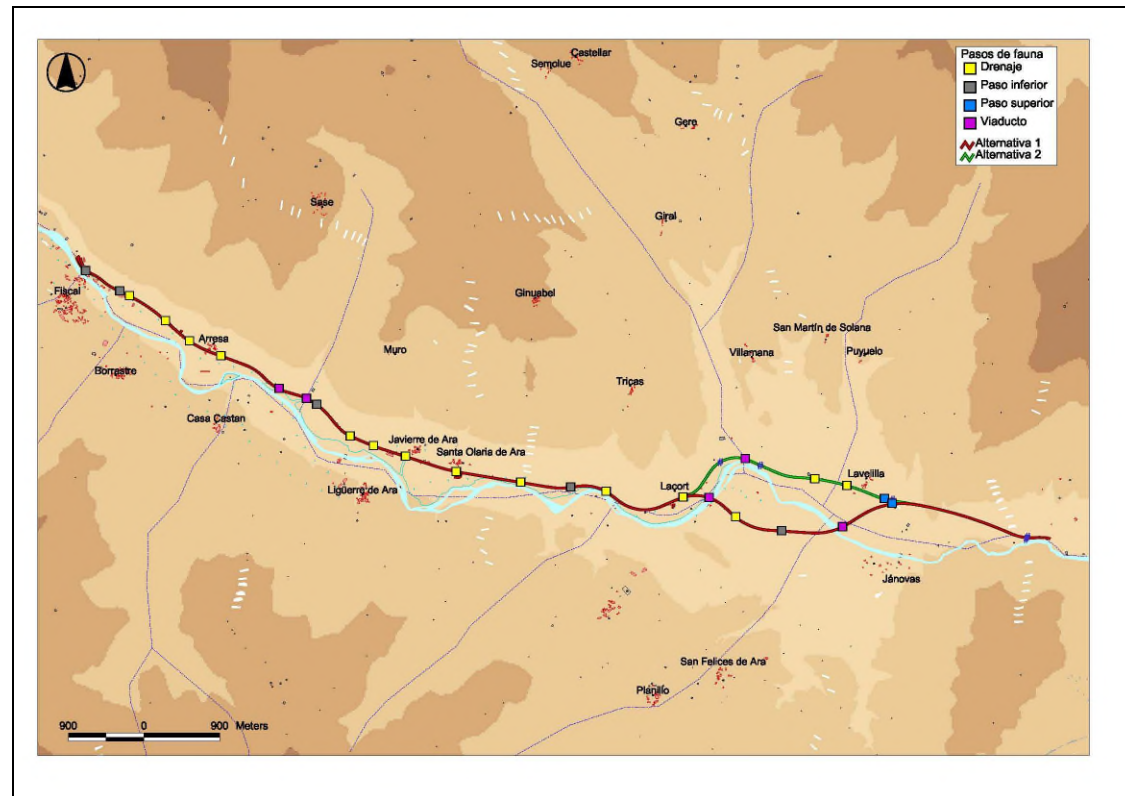 Castellar
Semolue
Pasos de fauna
Drenaje
Paso inferior
Paso superior
Viaducto
Alternativa 1
Alternativa 2
Gere
Sase
Giral
Fiscal
Ginuabel
San Martín de Solana
Arresa
Muro
Villamana
Puyuelo
Borrastre
Tricas
Casa Castan
Javierre de Ara
Santa Olaria de Ara
Lavelilla
Ligüerre de Ara
Laçort
Jánovas
San Felices de Ara
Planillo
900 0 900 Meters